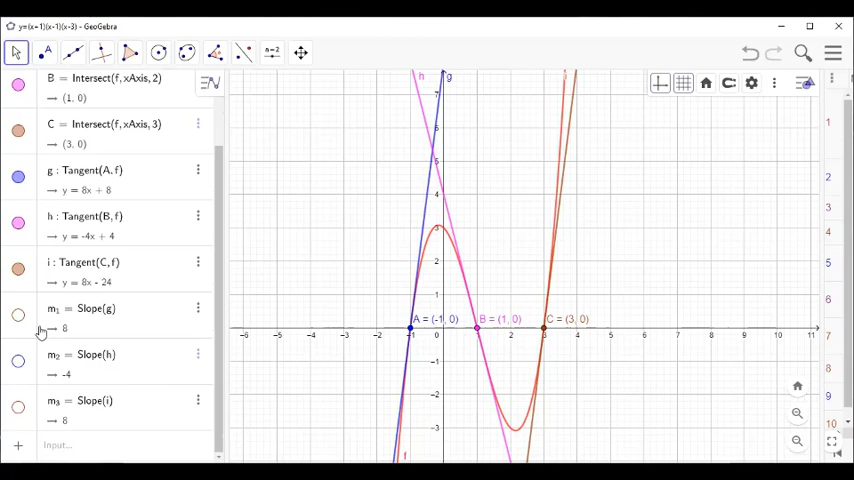 y=(x+1)(x-1)(x-3) - GeoGebra
A
a=2
B = Intersect(f, xAxis, 2)
→ (1, 0)
C = Intersect(f, xAxis, 3)
→ (3, 0)
g : Tangent(A, f)
→ y = 8x + 8
h : Tangent(B, f)
→ y = -4x + 4
i : Tangent(C, f)
→ y = 8x - 24
m₁ = Slope(g)
→ 8
m₂ = Slope(h)
→ -4
m₃ = Slope(i)
→ 8
+ Input...
h g i
7
6
5
4
3
2
1
A = (-1, 0) B = (1, 0) C = (3, 0)
-6 -5 -4 -3 -2 -1 0 1 2 3 4 5 6 7 8 9 10 11
-1
-2
-3
f
1
2
3
4
5
6
7
8
9
10